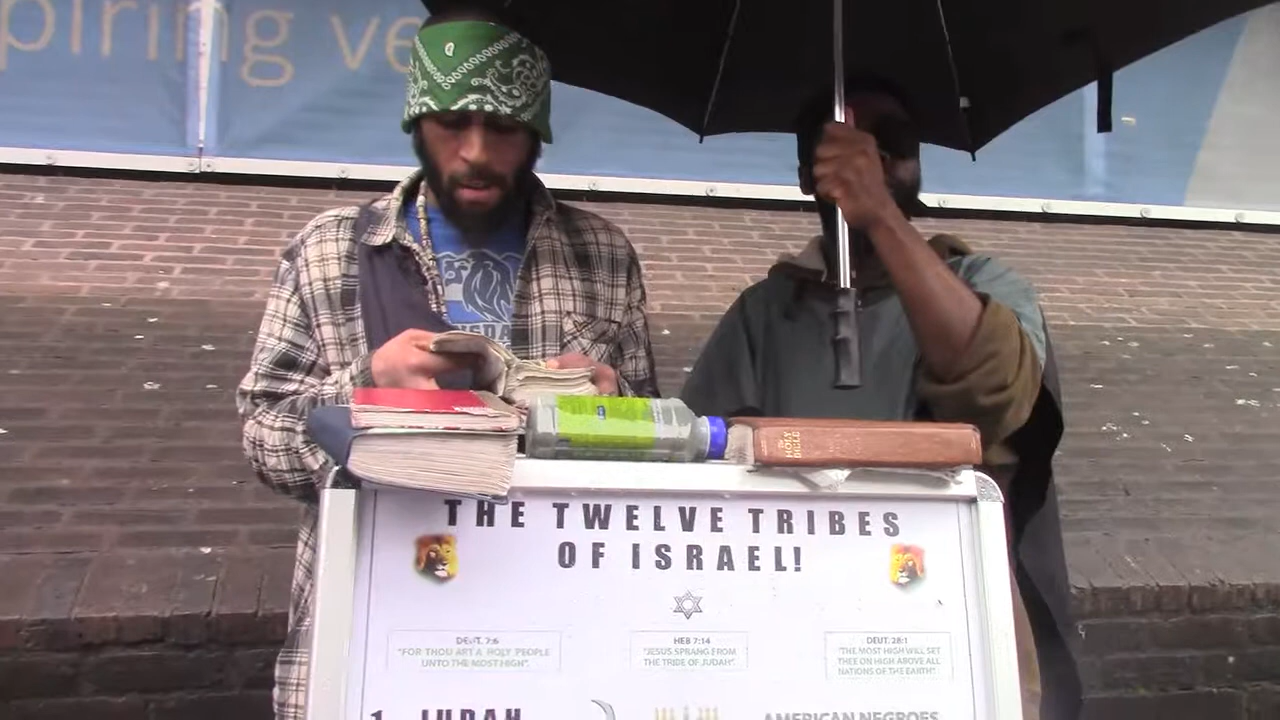 piring ve
HOLY
BIBLE
THE TWELVE TRIBES
OF ISRAEL!
DEUT. 7:6
"FOR THOU ART A HOLY PEOPLE
UNTO THE MOST HIGH".
HEB 7:14
"JESUS SPRANG FROM
THE TRIBE OF JUDAH".
DEUT. 28:1
"THE MOST HIGH WILL SET
THEE ON HIGH ABOVE ALL
NATIONS OF THE EARTH".
1. JUDAH
AMERICAN NEGROES